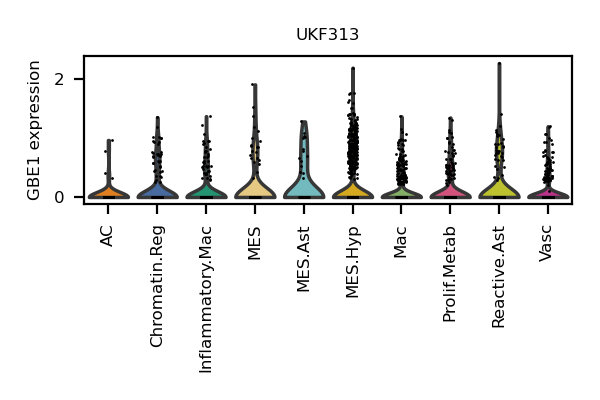 UKF313
GBE1 expression
2
0
AC
Chromatin.Reg
Inflammatory.Mac
MES
MES.Ast
MES.Hyp
Mac
Prolif.Metab
Reactive.Ast
Vasc